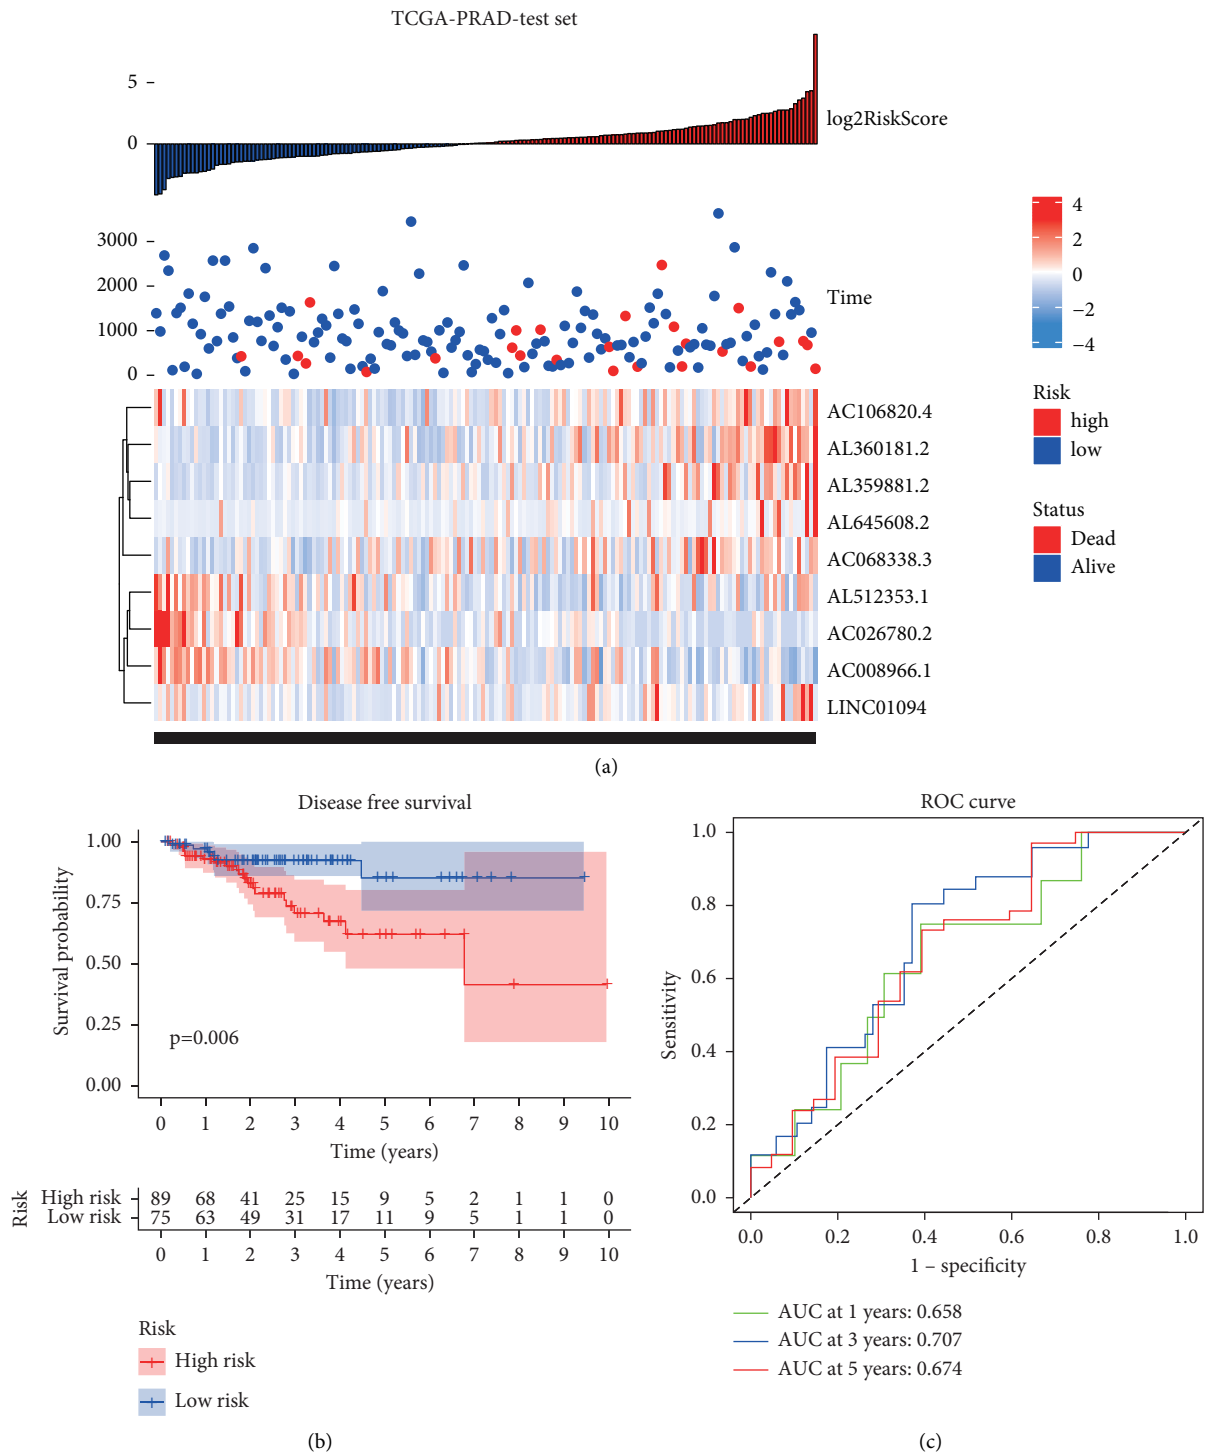 TCGA-PRAD-test set
5
0
log2RiskScore
3000
2000
1000
0
Time
4
2
0
−2
−4
Risk
high
low
Status
Dead
Alive
AC106820.4
AL360181.2
AL359881.2
AL645608.2
AC068338.3
AL512353.1
AC026780.2
AC008966.1
LINC01094
(a)
Disease free survival
1.00
0.75
0.50
0.25
0.00
Survival probability
p=0.006
0 1 2 3 4 5 6 7 8 9 10
Time (years)
Risk
High risk 89 68 41 25 15 9 5 2 1 1 0
Low risk 75 63 49 31 17 11 9 5 1 1 0
0 1 2 3 4 5 6 7 8 9 10
Time (years)
Risk
High risk
Low risk
(b)
ROC curve
1.0
0.8
0.6
0.4
0.2
0.0
Sensitivity
0.0 0.2 0.4 0.6 0.8 1.0
1 – specificity
AUC at 1 years: 0.658
AUC at 3 years: 0.707
AUC at 5 years: 0.674
(c)